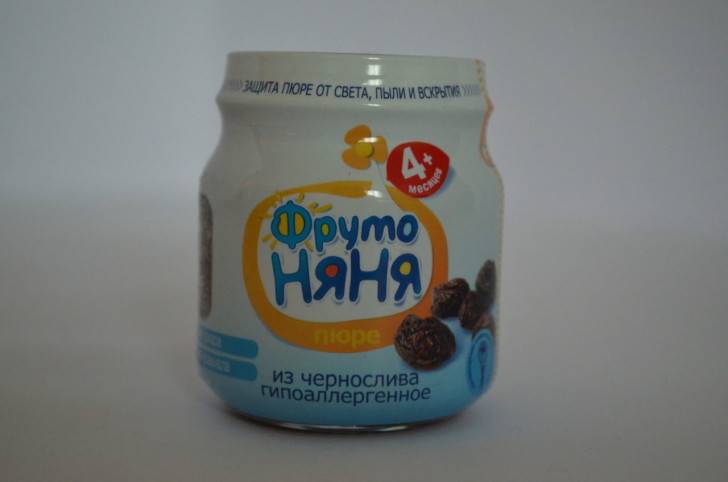 ЗАЩИТА ПЮРЕ ОТ СВЕТА, ПЫЛИ И ВСКРЫТИЯ
4+
месяцев
Фруто
НЯНЯ
пюре
из чернослива
гипоаллергенное